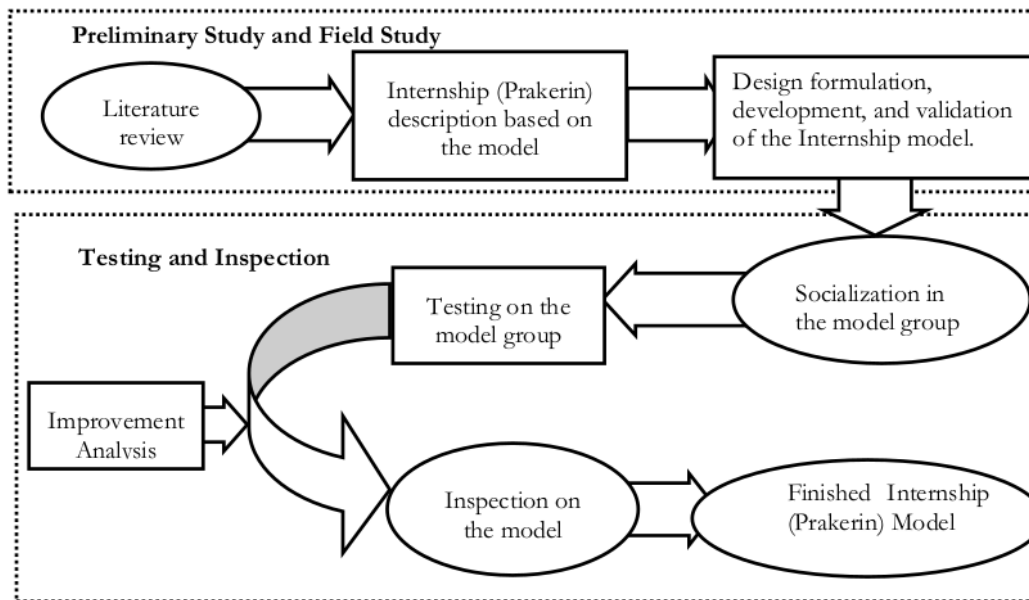 Preliminary Study and Field Study
Literature
review
Internship (Prakerin)
description based on
the model
Design formulation,
development, and validation
of the Internship model.
Testing and Inspection
Socialization in
the model group
Testing on the
model group
Improvement
Analysis
Inspection on
the model
Finished Internship
(Prakerin) Model